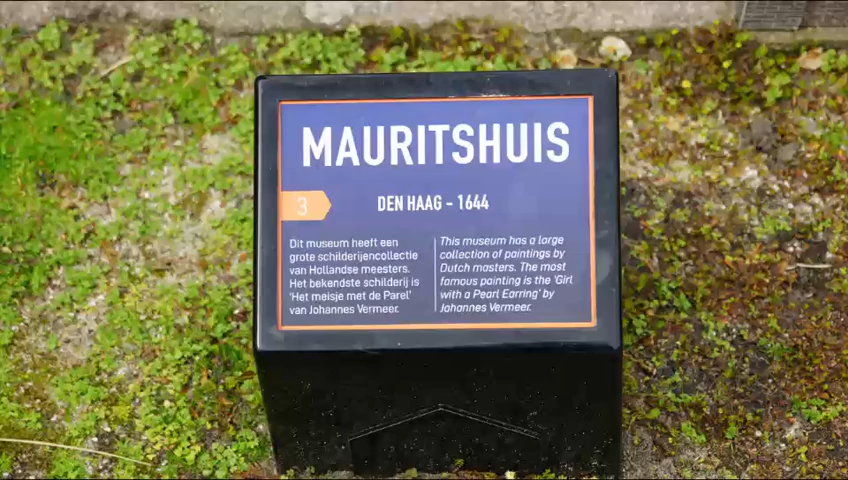 MAURITSHUIS
3
DEN HAAG - 1644
Dit museum heeft een
grote schilderijencollectie
van Hollandse meesters.
Het bekendste schilderij is
'Het meisje met de Parel'
van Johannes Vermeer.
This museum has a large
collection of paintings by
Dutch masters. The most
famous painting is the 'Girl
with a Pearl Earring' by
Johannes Vermeer.